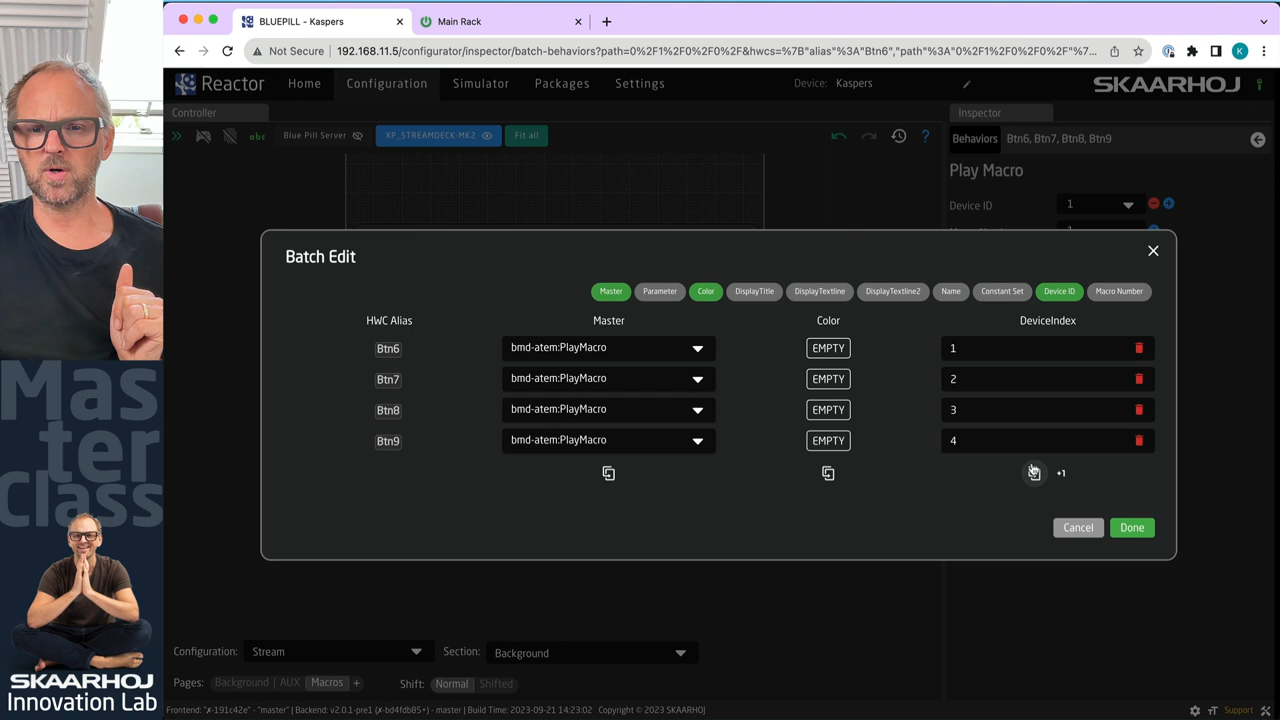 BLUEPILL - Kaspers
Main Rack
Not Secure
192.168.11.5/configurator/inspector/batch-behaviors?path=0%2F1%2F0%2F0%2F&hwcs=%7B"alias"%3A"Btn6","path"%3A"0%2F1%2F0%2F0%2F"%7...
K
Reactor
Home
Configuration
Simulator
Packages
Settings
Device: Kaspers
SKAARHOJ
Controller
Inspector
abc
Blue Pill Server
XP_STREAMDECK-MK2
Fit all
?
Behaviors
Btn6, Btn7, Btn8, Btn9
Play Macro
Device ID
1
Batch Edit
Master
Parameter
Color
DisplayTitle
DisplayTextline
DisplayTextline2
Name
Constant Set
Device ID
Macro Number
HWC Alias
Master
Color
DeviceIndex
Btn6
bmd-atem:PlayMacro
EMPTY
1
Btn7
bmd-atem:PlayMacro
EMPTY
2
Btn8
bmd-atem:PlayMacro
EMPTY
3
Btn9
bmd-atem:PlayMacro
EMPTY
4
+1
Cancel
Done
Configuration:
Stream
Section:
Background
Pages:
Background
AUX
Macros
+
Shift:
Normal
Shifted
Frontend: "✗-191c42e" - "master" | Backend: v2.0.1-pre1 (✗-bd4fdb85+) - master | Build Time: 2023-09-21 14:23:02 Copyright © 2023 SKAARHOJ
Support
Mas
ter
Class
SKAARHOJ
Innovation Lab